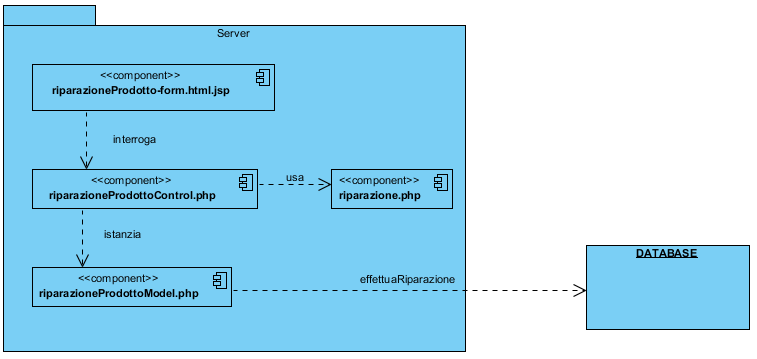 Server
<<component>>
riparazioneProdotto-form.html.jsp
interroga
<<component>>
riparazioneProdottoControl.php
usa
<<component>>
riparazione.php
istanzia
<<component>>
riparazioneProdottoModel.php
effettuaRiparazione
DATABASE